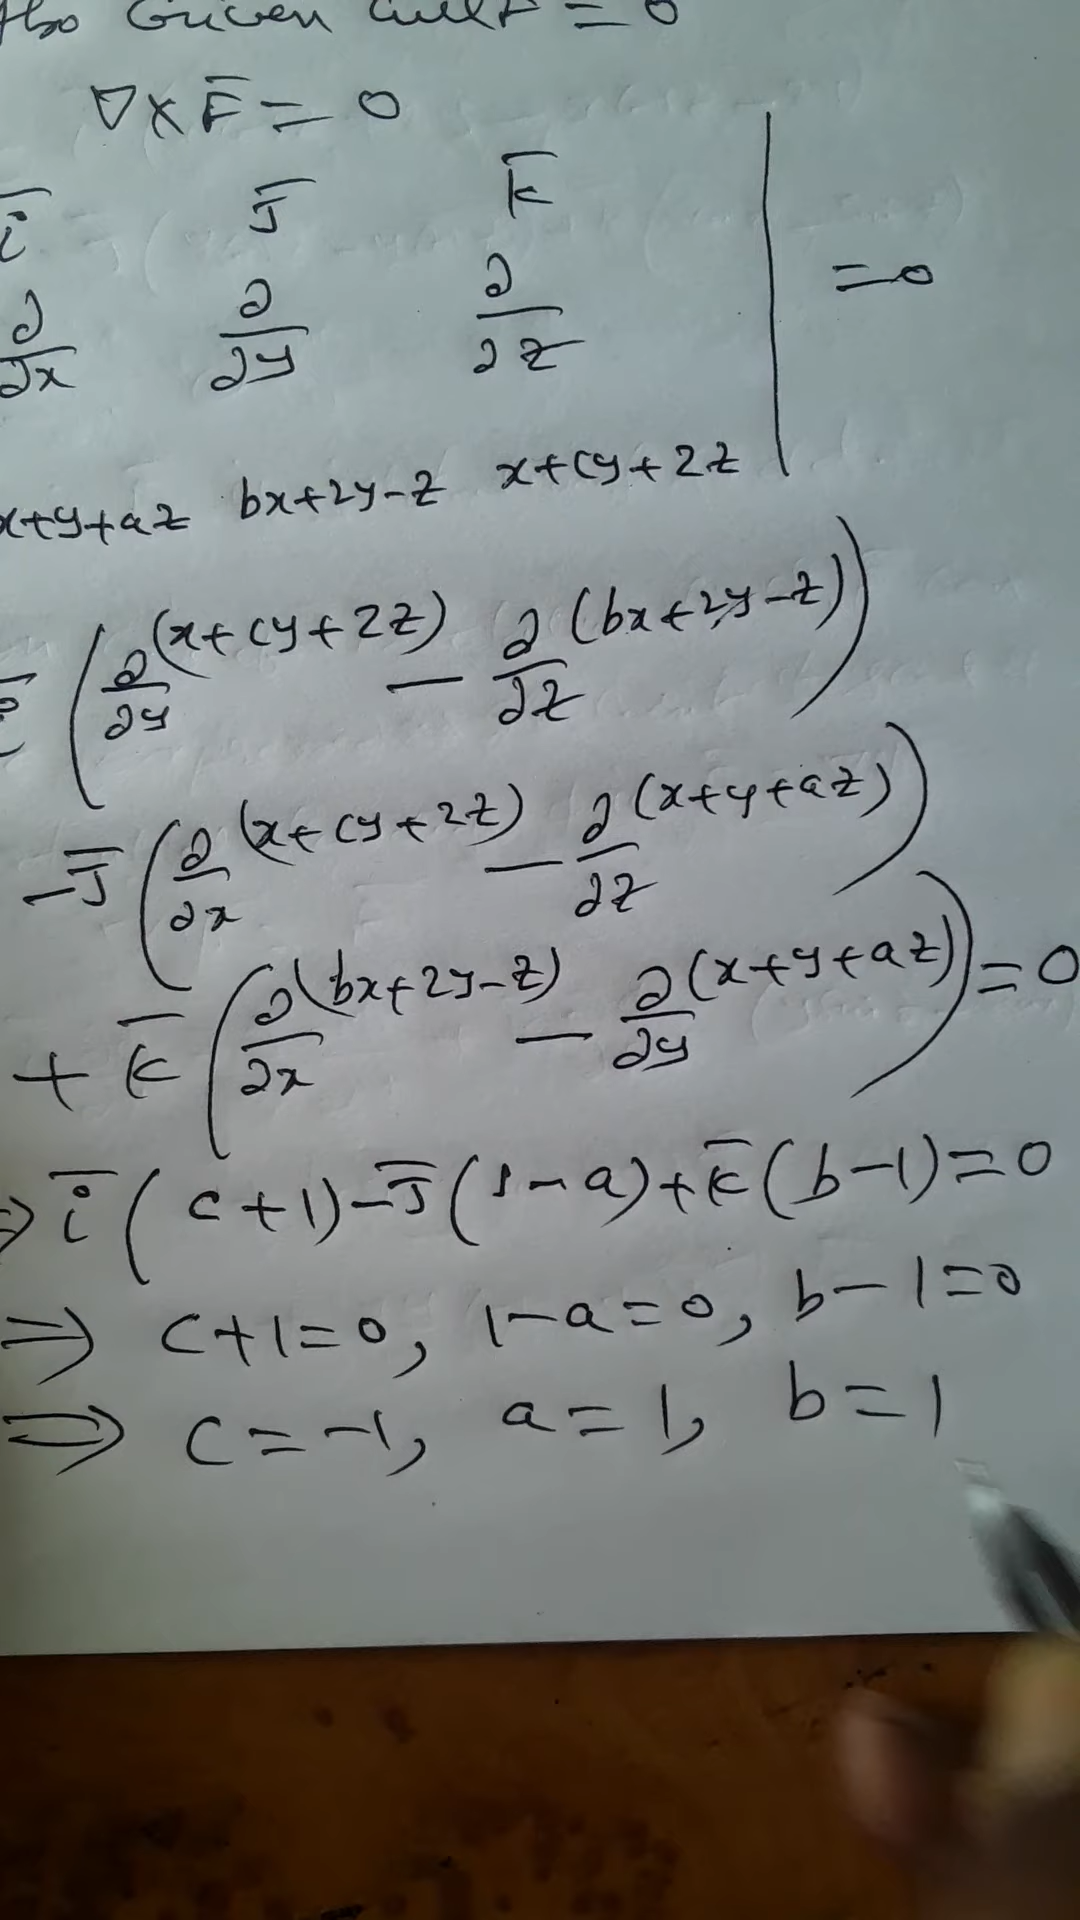 Also Given curl F = 0
∇×F̅ = 0
i̅ J̅ K̅
∂/∂x ∂/∂y ∂/∂z = 0
x+y+az bx+2y-z x+cy+2z
i̅ (∂/∂y (x+cy+2z) - ∂/∂z (bx+2y-z))
-J̅ (∂/∂x (x+cy+2z) - ∂/∂z (x+y+az))
+ K̅ (∂/∂x (bx+2y-z) - ∂/∂y (x+y+az)) = 0
⇒ i̅ (c+1) - J̅ (1-a) + K̅ (b-1) = 0
⇒ c+1=0, 1-a=0, b-1=0
⇒ c=-1, a=1, b=1